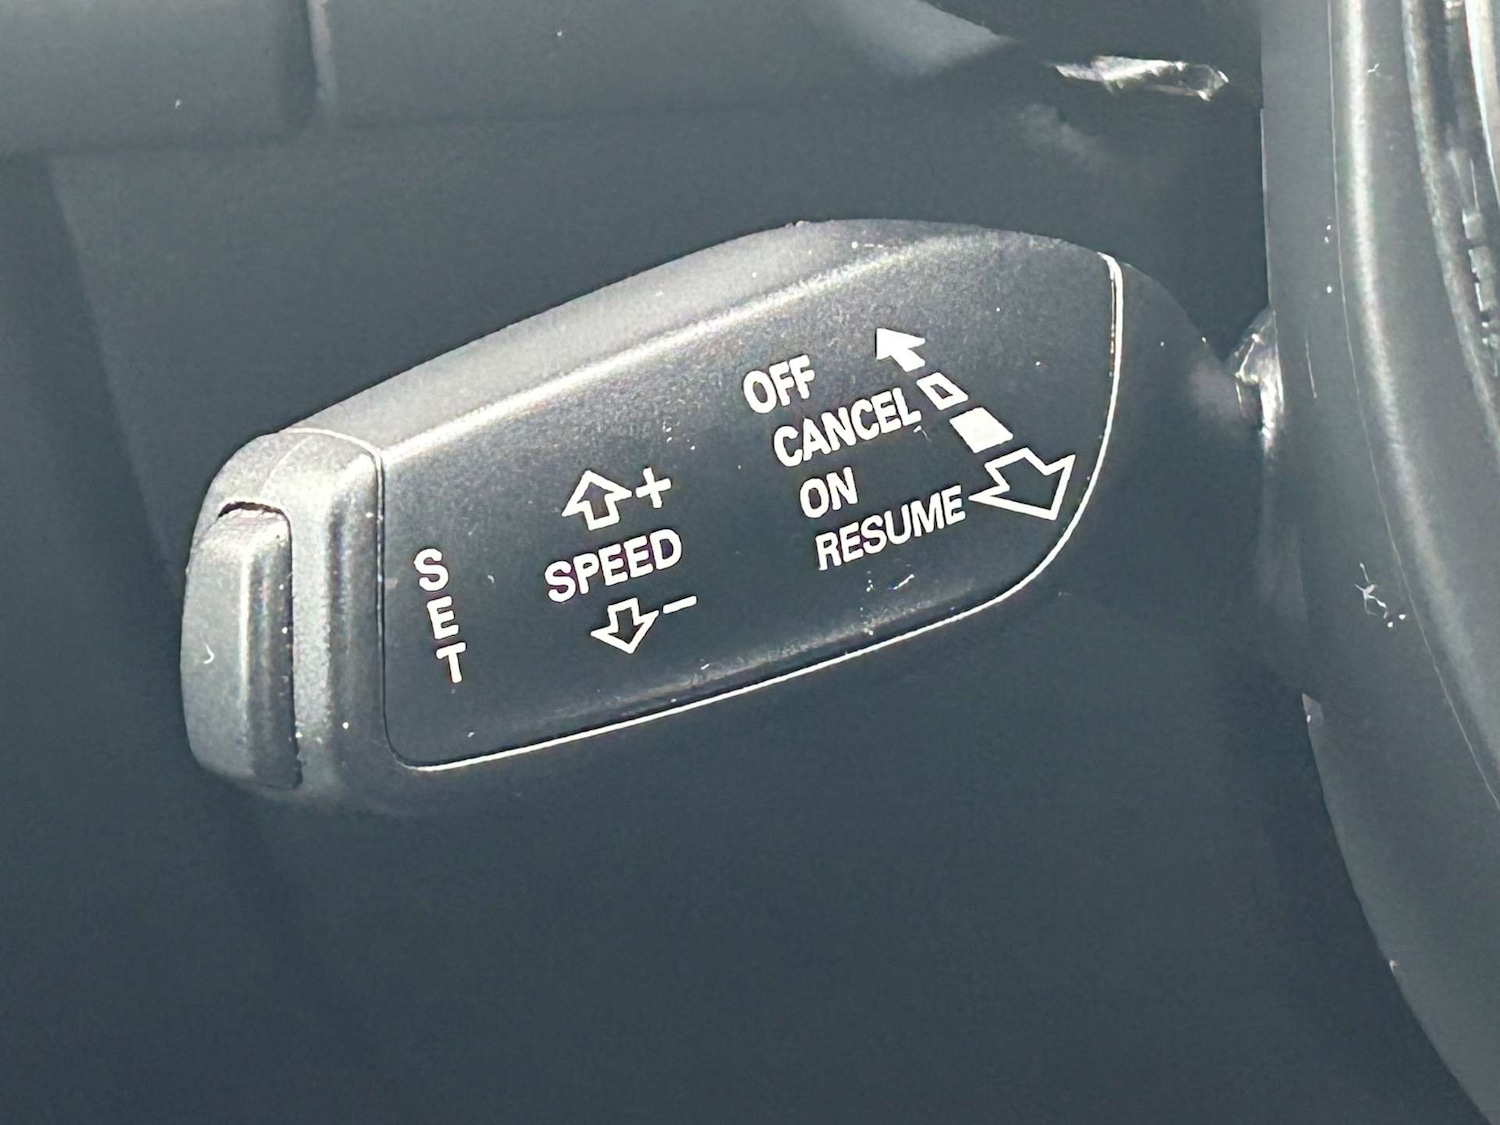 OFF
CANCEL
ON
RESUME
+
SPEED
-
SET